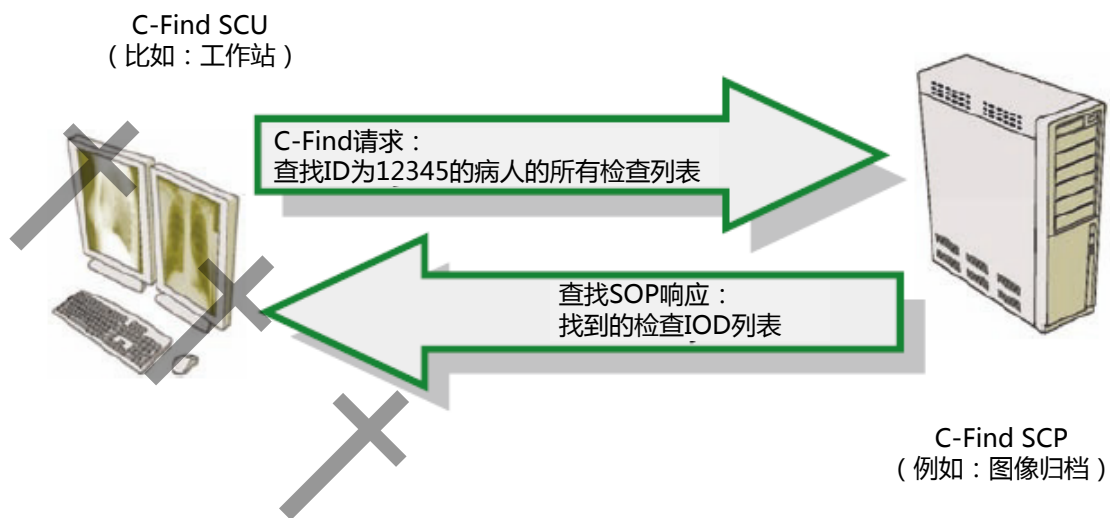 C-Find SCU
（比如：工作站）
C-Find请求：
查找ID为12345的病人的所有检查列表
查找SOP响应：
找到的检查IOD列表
C-Find SCP
（例如：图像归档）